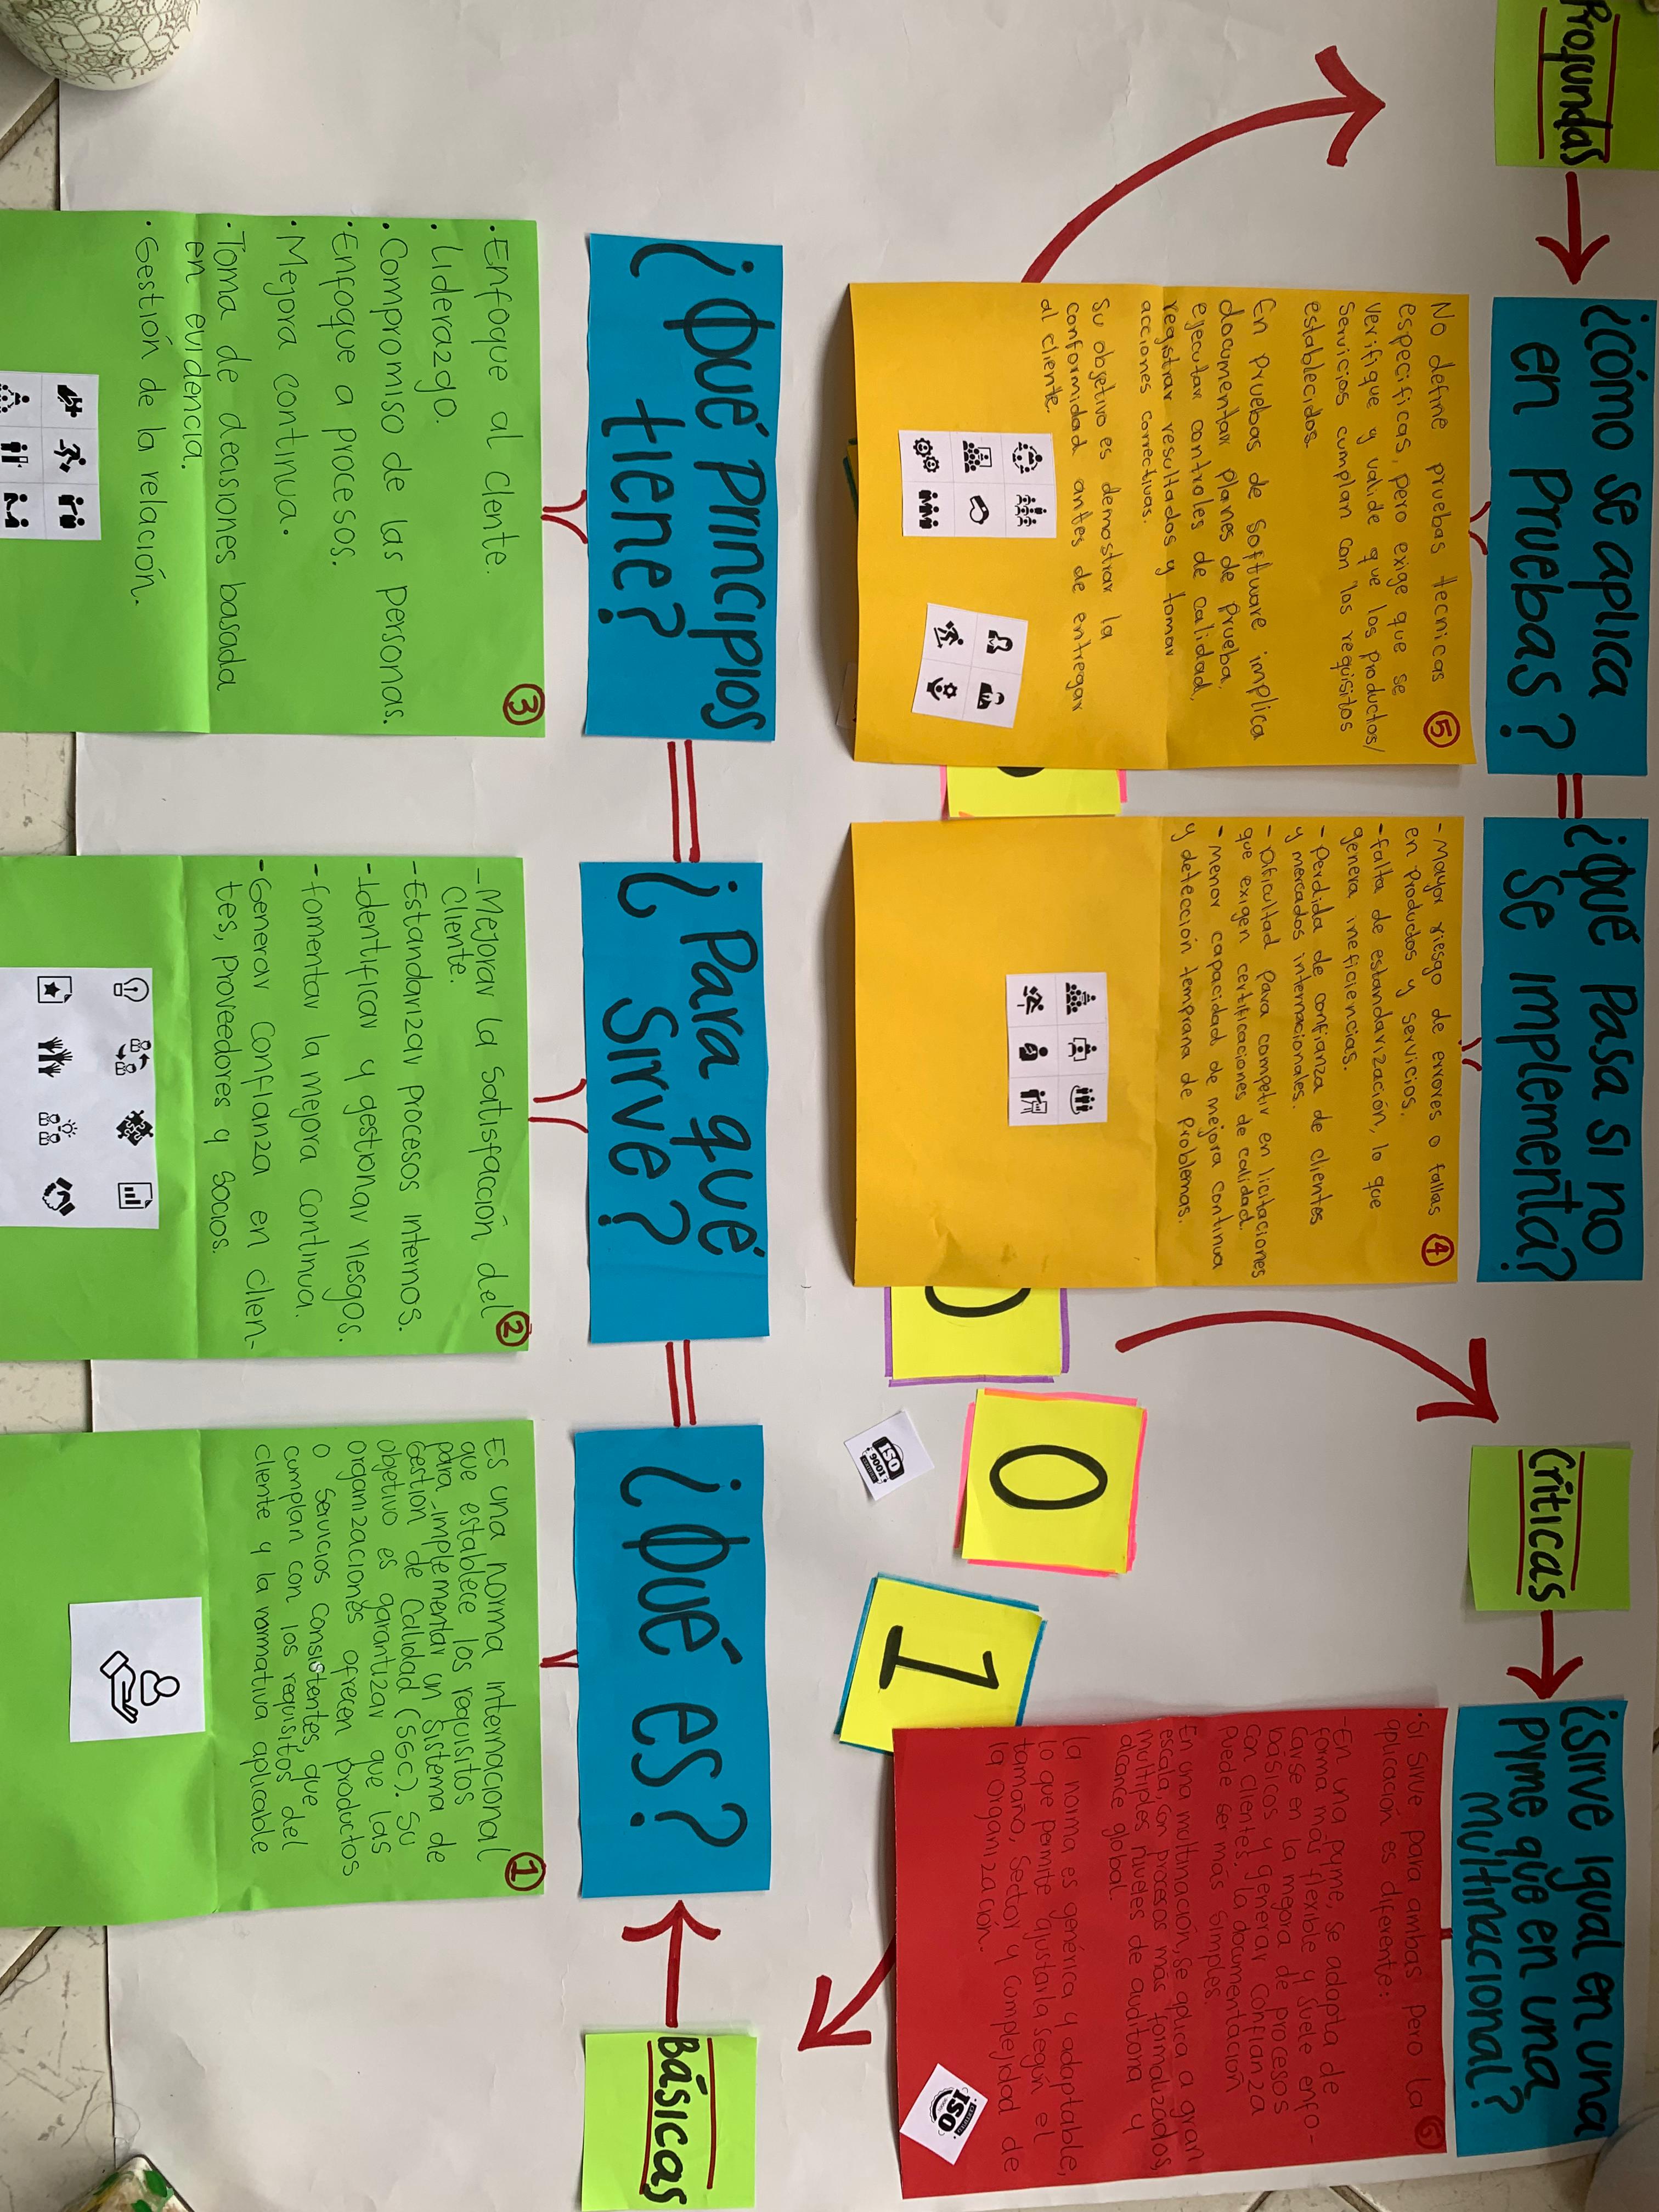 Profundas
¿Cómo se aplica
en Pruebas?
⑤
No define pruebas técnicas
específicas, pero exige que se
verifique y valide que los productos/
Servicios cumplan con los requisitos
establecidos.
En Pruebas de Software implica
documentar planes de prueba,
ejecutar controles de calidad,
registrar resultados y tomar
acciones correctivas.
Su objetivo es demostrar la
conformidad antes de entregar
al cliente.
¿Qué Pasa si no
Se implementa?
④
- Mayor riesgo de errores o fallas
en Productos y servicios.
- falta de estandarización, lo que
genera ineficiencias.
- Perdida de confianza de clientes
y mercados internacionales.
- Dificultad para competir en licitaciones
que exigen certificaciones de calidad.
- Menor capacidad de mejora continua
y detección temprana de Problemas.
Críticas
¿Sirve igual en una
Pyme que en una
Multinacional?
⑥
• Si Sirve para ambas Pero la
aplicación es diferente:
- En una pyme, se adapta de
forma más flexible y suele enfo-
carse en la mejora de procesos
básicos y generar confianza
con clientes. la documentación
Puede ser más simples.
En una multinación, se aplica a gran
escala, con procesos más formalizados,
múltiples niveles de auditoria y
alcance global.
la norma es genérica y adaptable,
lo que permite ajustarla según el
tamaño, sector y complejidad de
la Organización.
ISO
0
1
ISO
9001
¿Qué Principios
tiene?
③
• Enfoque al Cliente.
• Liderazgo.
• Compromiso de las personas.
• Enfoque a procesos.
• Mejora continua.
• Toma de decisiones basada
en evidencia.
• Gestión de la relación.
¿Para que
Sirve?
②
- Mejorar la satisfacción del
Cliente.
- Estandarizar procesos internos.
- Identificar y gestionar riesgos.
- fomentar la mejora continua.
- Generar Confianza en clien-
tes, Proveedores y Socios.
¿Qué es?
①
Es una norma internacional
que establece los requisitos
para implementar un Sistema de
Gestión de Calidad (SGC). Su
objetivo es garantizar que las
organizaciones ofrecen productos
o Servicios consistentes, que
cumplan con los requisitos del
cliente y la normativa aplicable
Básicas